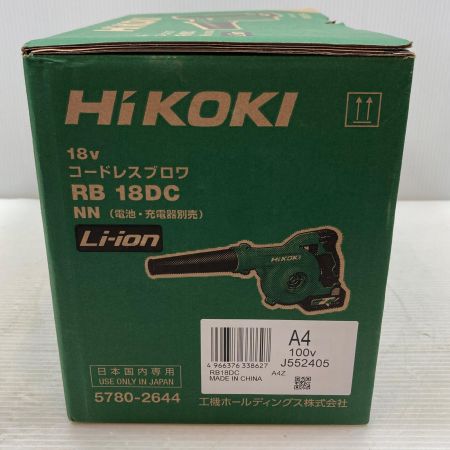 HiKOKI
18v
コードレスブロワ
RB 18DC
NN （電池・充電器別売）
Li-ion
HiKOKI
4 966376 338627
RB18DC A4Z
MADE IN CHINA
A4
100v
J552405
日本国内専用
USE ONLY IN JAPAN
5780-2644
工機ホールディングス株式会社